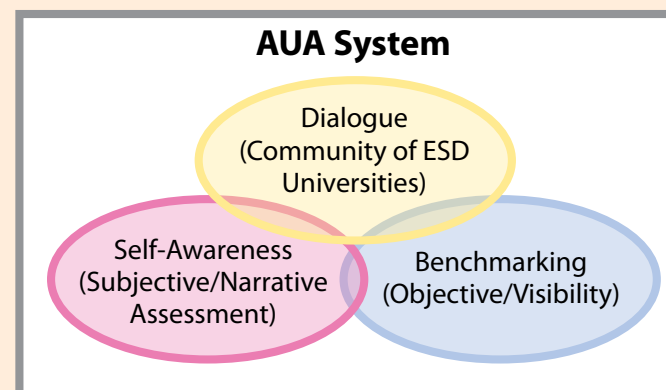 AUA System
Dialogue
(Community of ESD
Universities)
Self-Awareness
(Subjective/Narrative
Assessment)
Benchmarking
(Objective/Visibility)